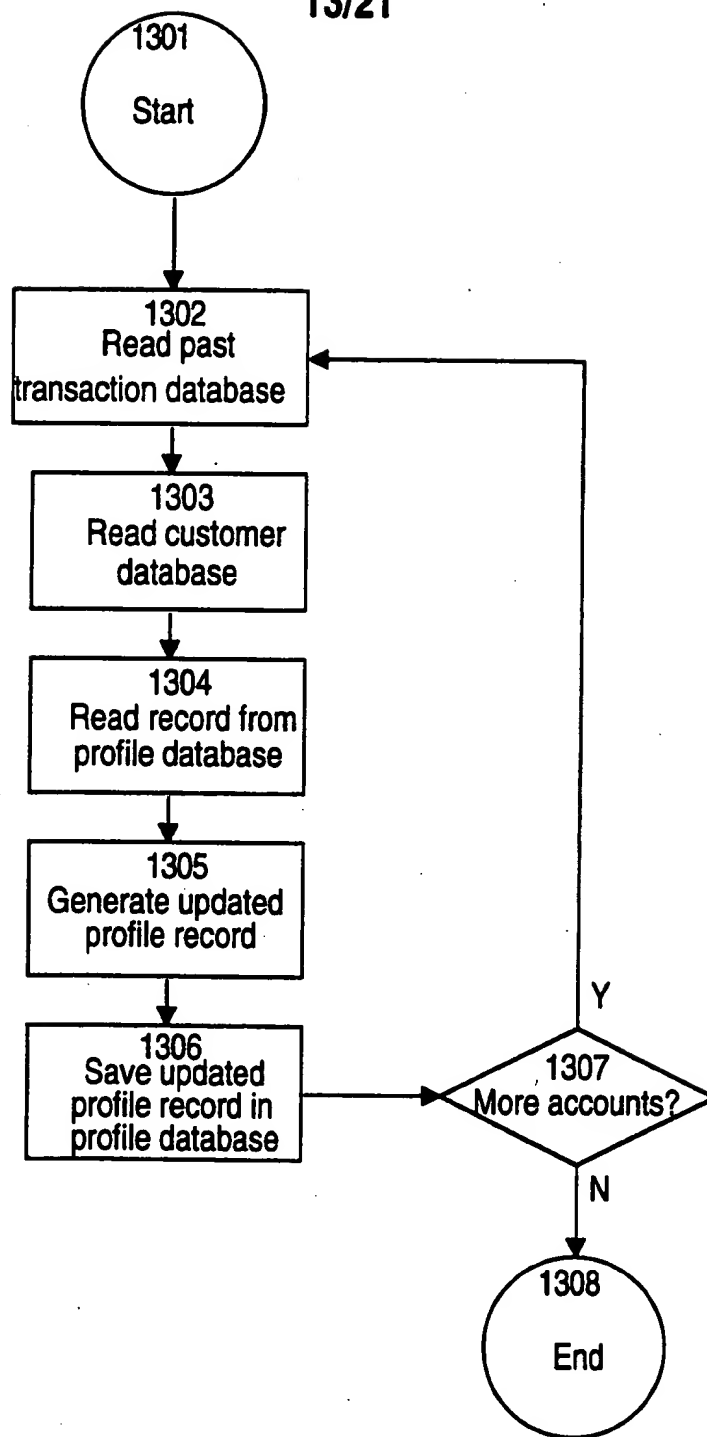 13/21
1301
Start
1302
Read past
transaction database
1303
Read customer
database
1304
Read record from
profile database
1305
Generate updated
profile record
1306
Save updated
profile record in
profile database
Y
1307
More accounts?
N
1308
End